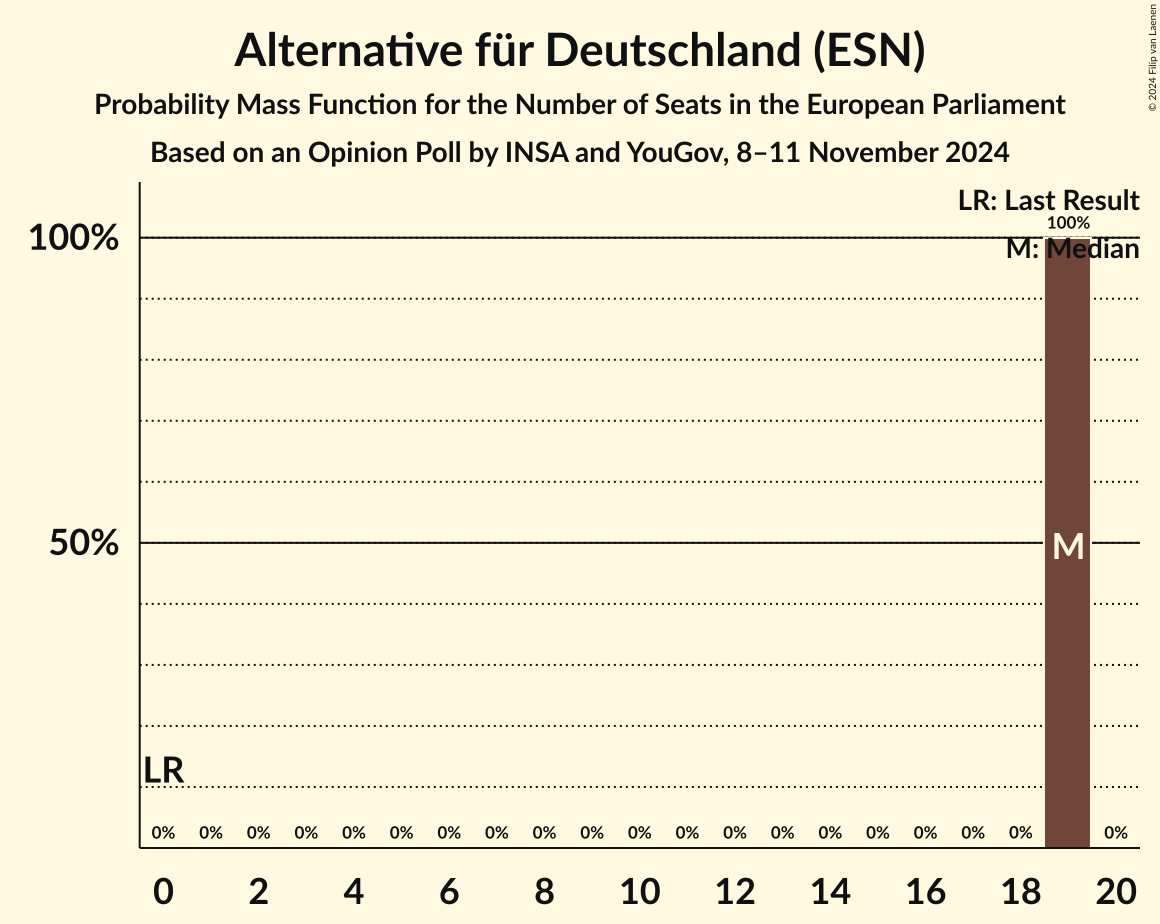 Alternative für Deutschland (ESN)
Probability Mass Function for the Number of Seats in the European Parliament
Based on an Opinion Poll by INSA and YouGov, 8–11 November 2024
© 2024 Filip van Laenen
LR: Last Result
100%
100%
M: Median
50%
M
LR
0% 0% 0% 0% 0% 0% 0% 0% 0% 0% 0% 0% 0% 0% 0% 0% 0% 0% 0% 0%
0 2 4 6 8 10 12 14 16 18 20